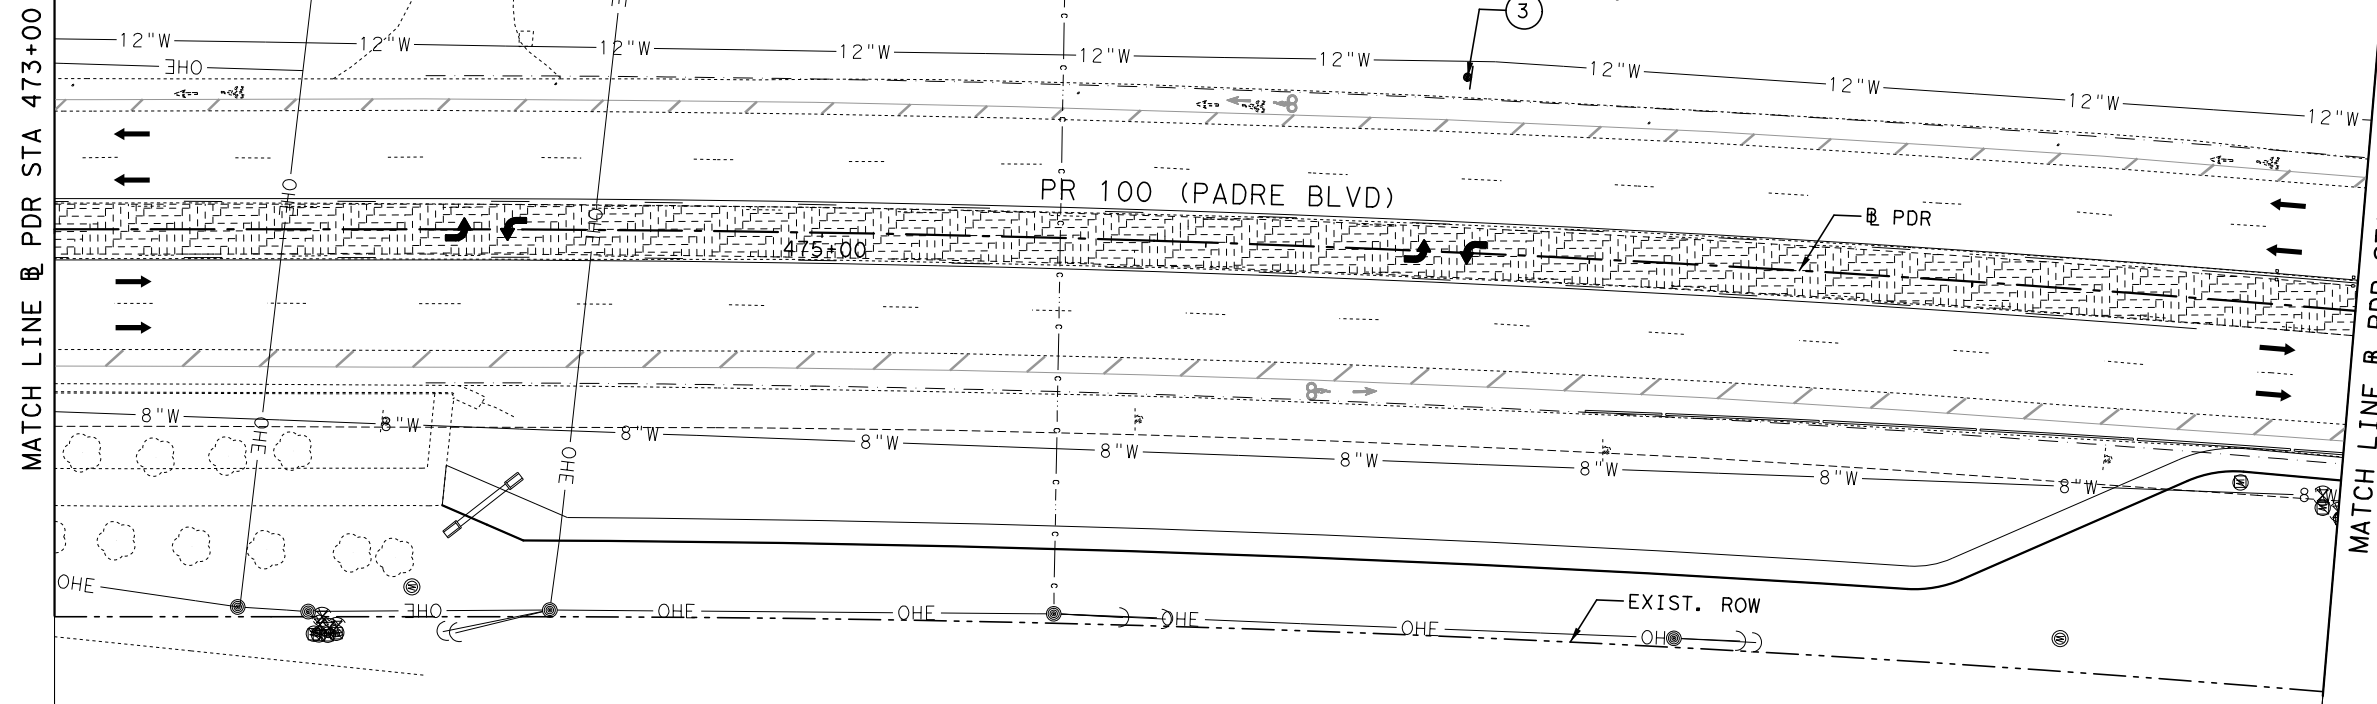 3
12"W 12"W 12"W 12"W 12"W 12"W 12"W 12"W 12"W 12"W
OHE
MATCH LINE ℄ PDR STA 473+00
OHE
OHE
PR 100 (PADRE BLVD)
℄ PDR
475+00
MATCH LINE
8"W 8"W 8"W 8"W 8"W 8"W 8"W 8"W 8"W
OHE
OHE
OHE OHE OHE OHE OHE
EXIST. ROW
W
W
W